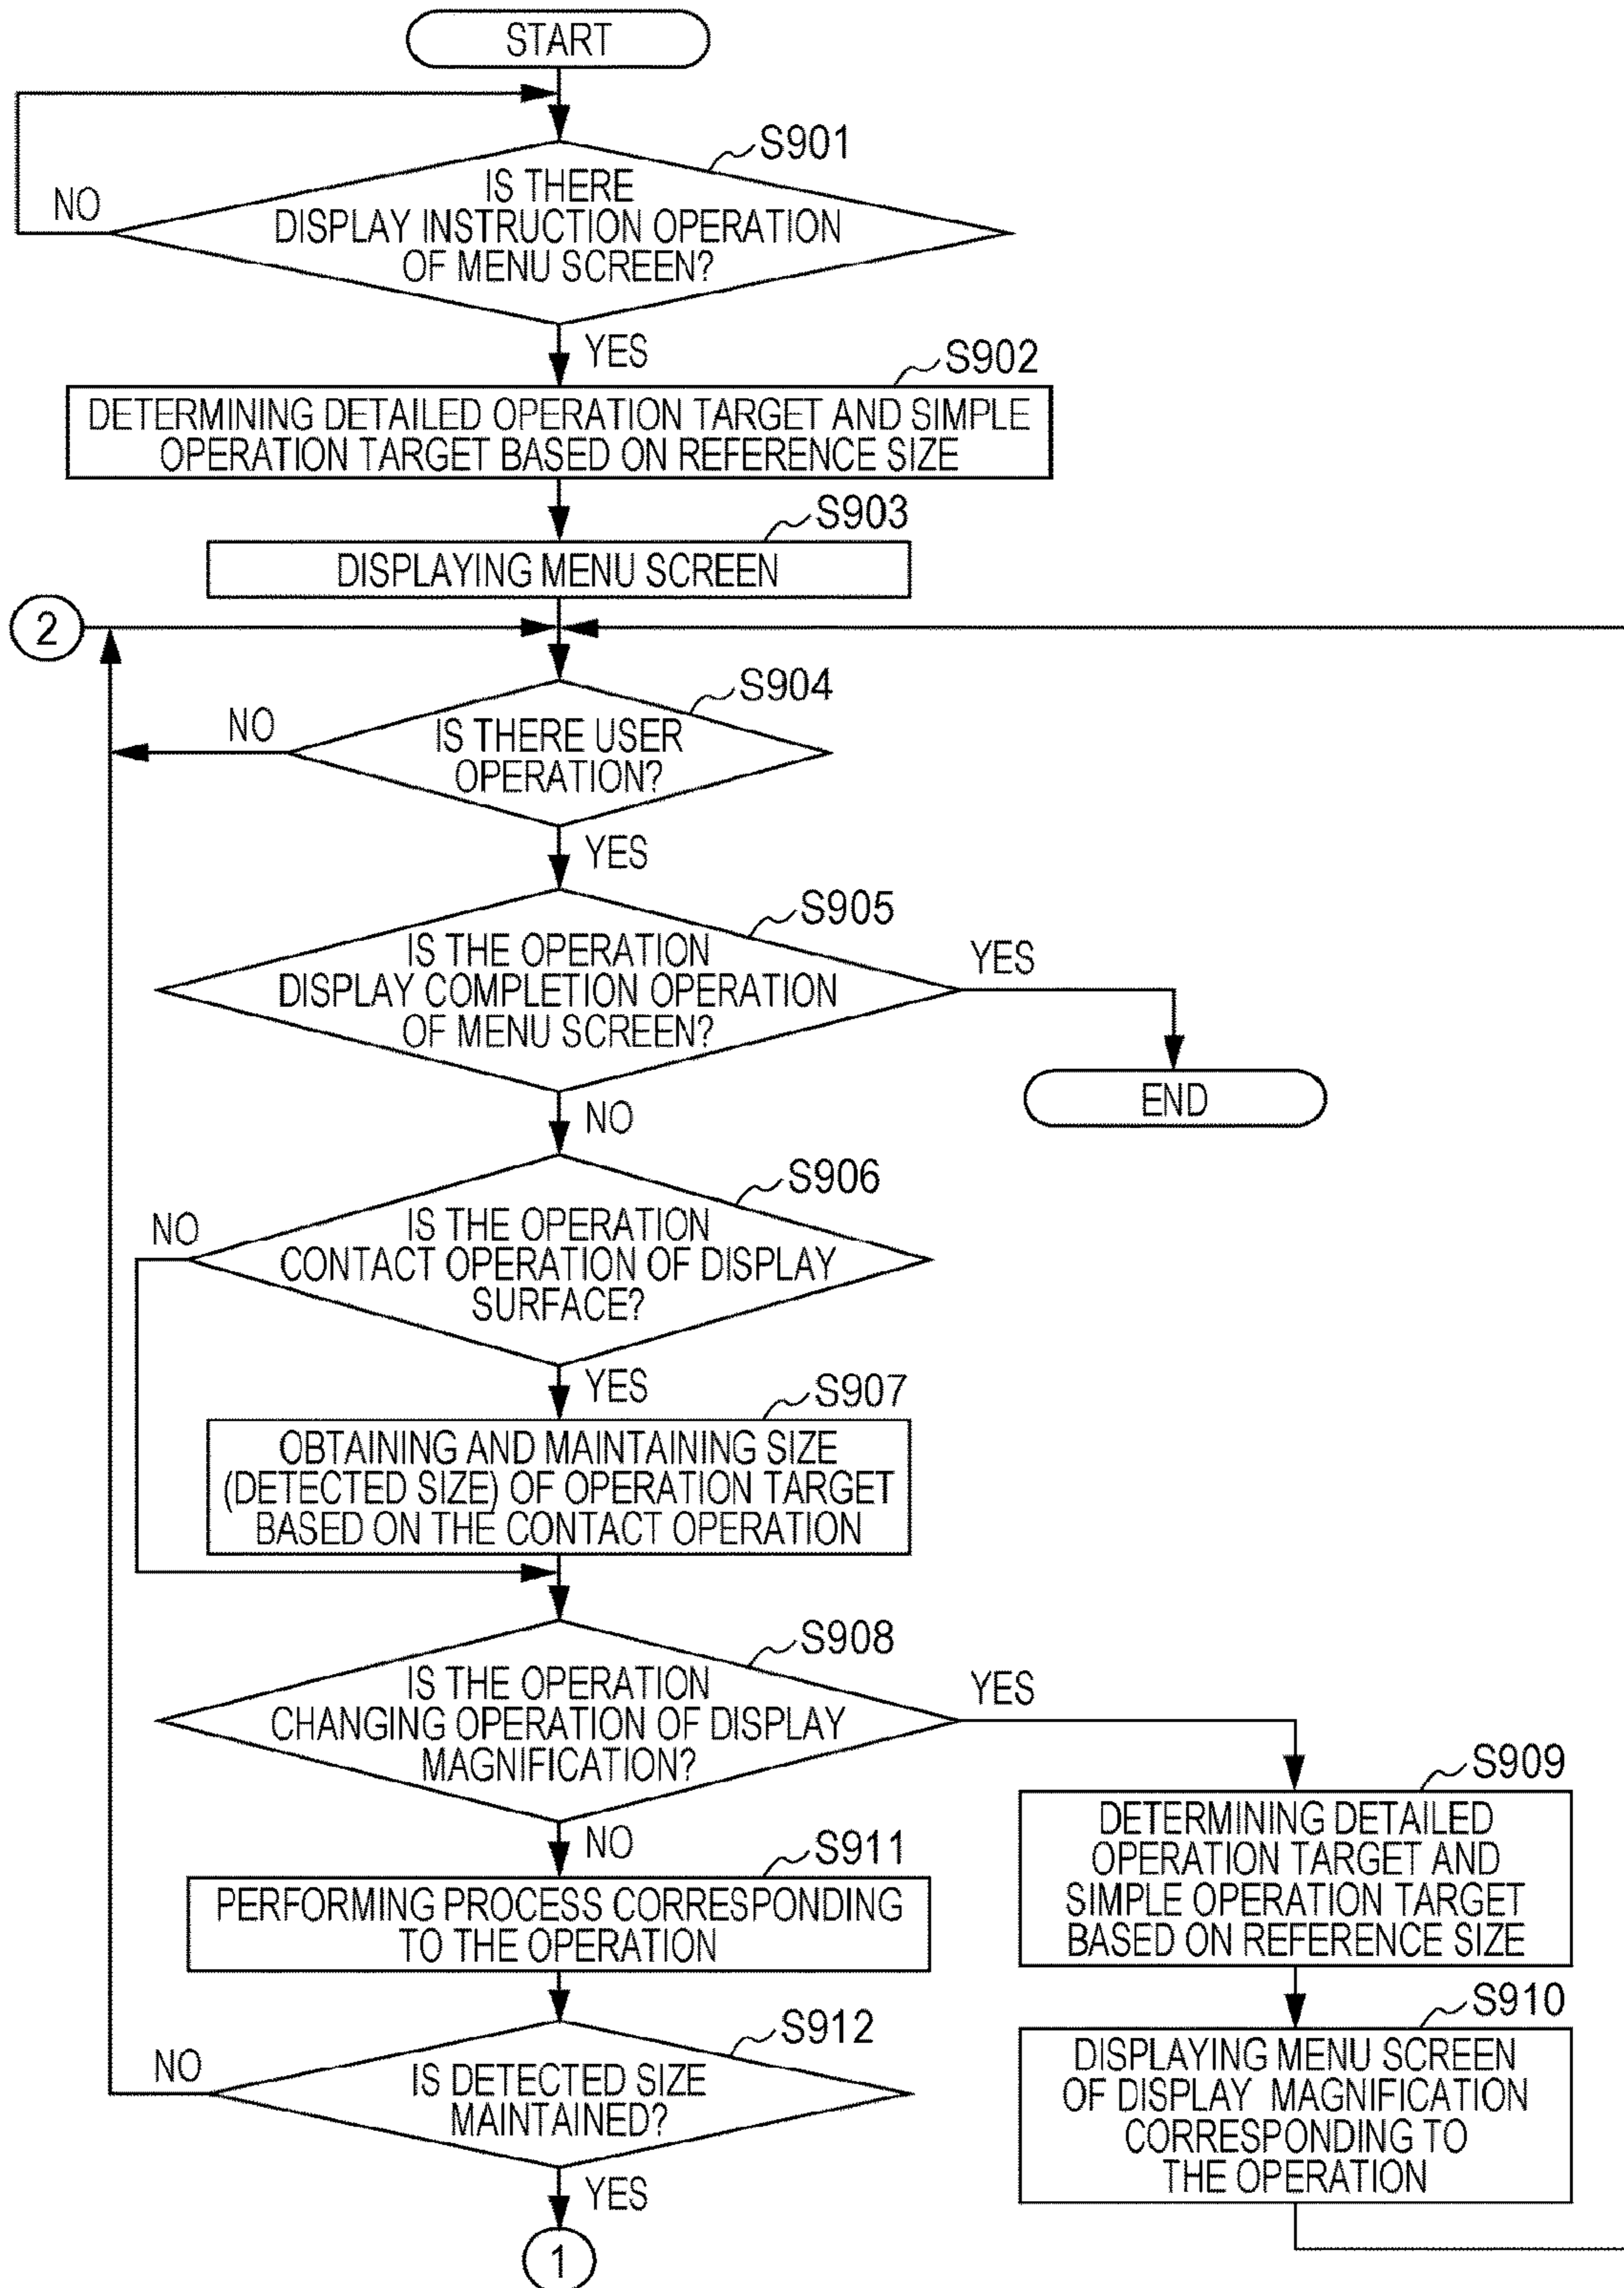 START
S901
IS THERE
DISPLAY INSTRUCTION OPERATION
OF MENU SCREEN?
NO
YES
S902
DETERMINING DETAILED OPERATION TARGET AND SIMPLE
OPERATION TARGET BASED ON REFERENCE SIZE
S903
DISPLAYING MENU SCREEN
2
S904
NO
IS THERE USER
OPERATION?
YES
S905
IS THE OPERATION
DISPLAY COMPLETION OPERATION
OF MENU SCREEN?
YES
END
NO
S906
NO
IS THE OPERATION
CONTACT OPERATION OF DISPLAY
SURFACE?
YES
S907
OBTAINING AND MAINTAINING SIZE
(DETECTED SIZE) OF OPERATION TARGET
BASED ON THE CONTACT OPERATION
S908
IS THE OPERATION
CHANGING OPERATION OF DISPLAY
MAGNIFICATION?
YES
S909
DETERMINING DETAILED
OPERATION TARGET AND
SIMPLE OPERATION TARGET
BASED ON REFERENCE SIZE
S910
DISPLAYING MENU SCREEN
OF DISPLAY MAGNIFICATION
CORRESPONDING TO
THE OPERATION
NO
S911
PERFORMING PROCESS CORRESPONDING
TO THE OPERATION
S912
NO
IS DETECTED SIZE
MAINTAINED?
YES
1